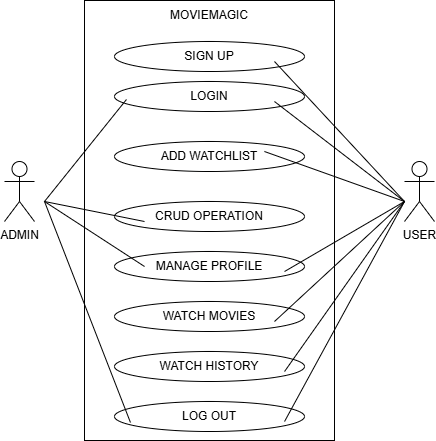 MOVIEMAGIC
SIGN UP
LOGIN
ADD WATCHLIST
CRUD OPERATION
ADMIN
USER
MANAGE PROFILE
WATCH MOVIES
WATCH HISTORY
LOG OUT